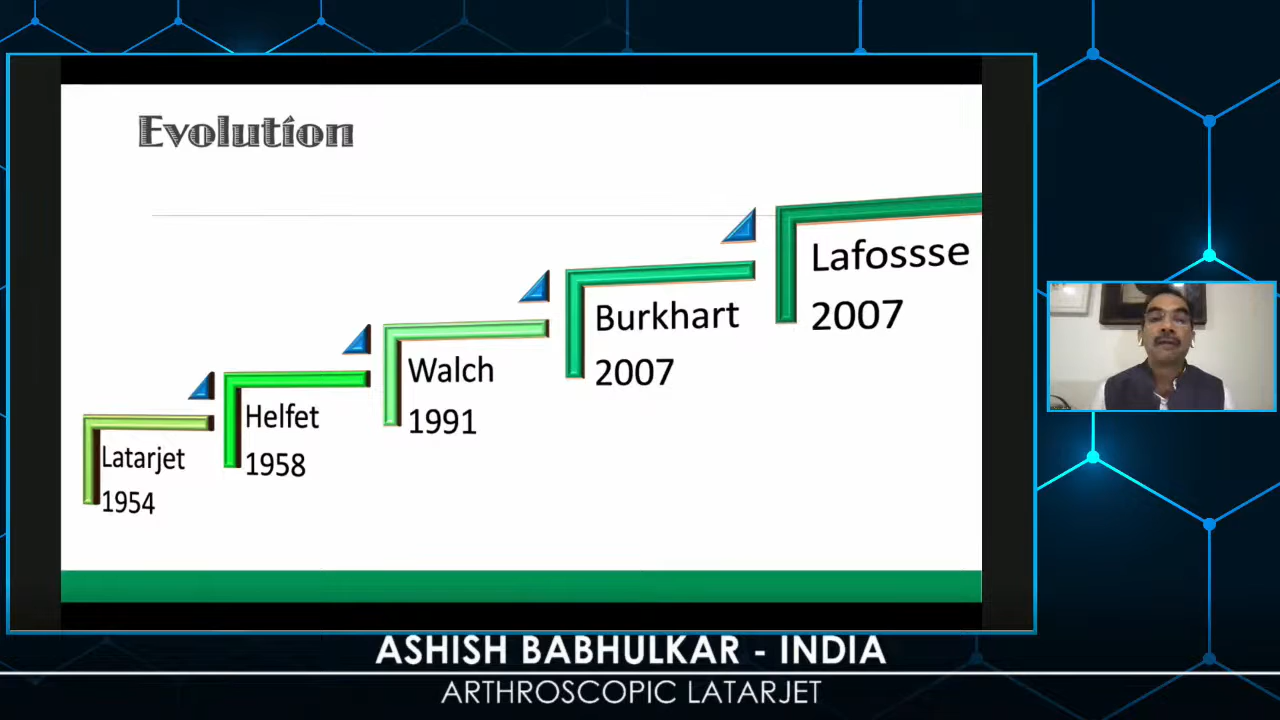 Evolution
Latarjet
1954
Helfet
1958
Walch
1991
Burkhart
2007
Lafossse
2007
ASHISH BABHULKAR - INDIA
ARTHROSCOPIC LATARJET